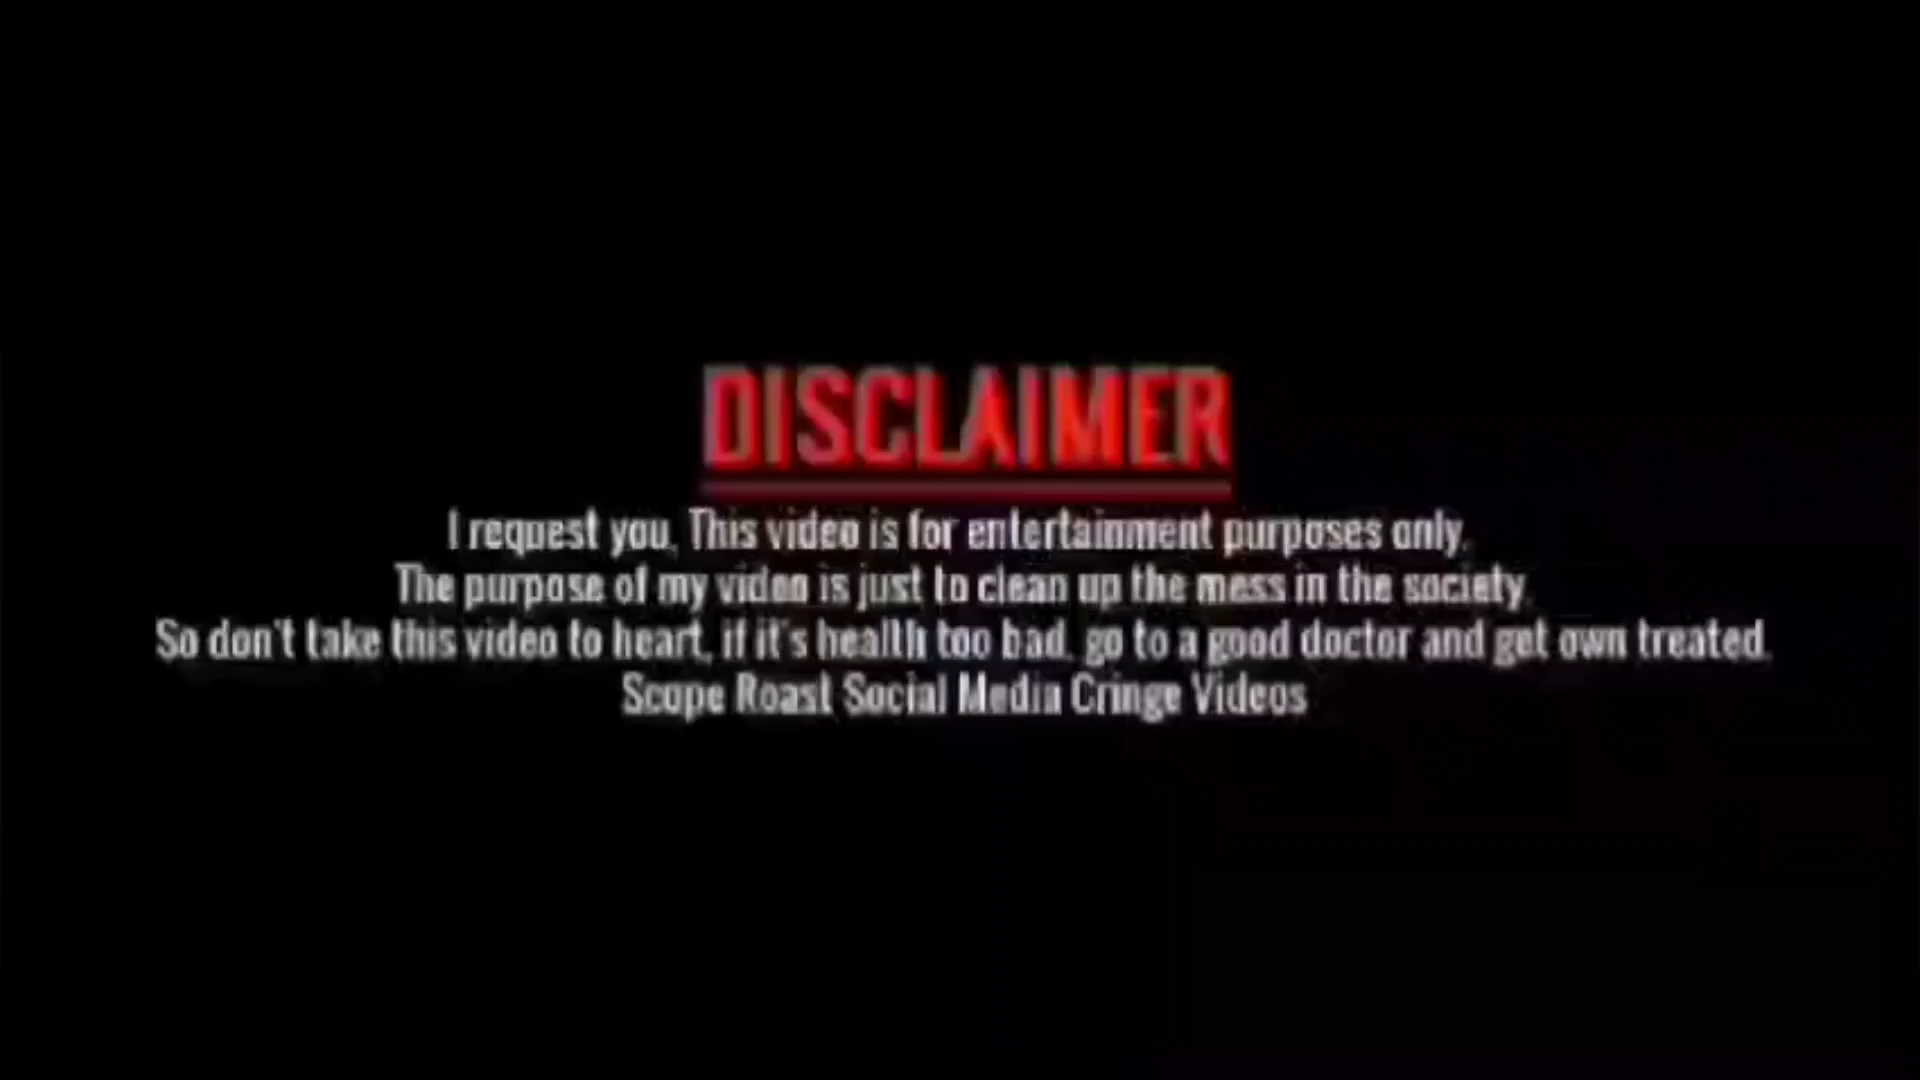 DISCLAIMER
I request you, This video is for entertainment purposes only.
The purpose of my video is just to clean up the mess in the society.
So don't take this video to heart, if it's health too bad, go to a good doctor and get own treated.
Scope Roast Social Media Cringe Videos